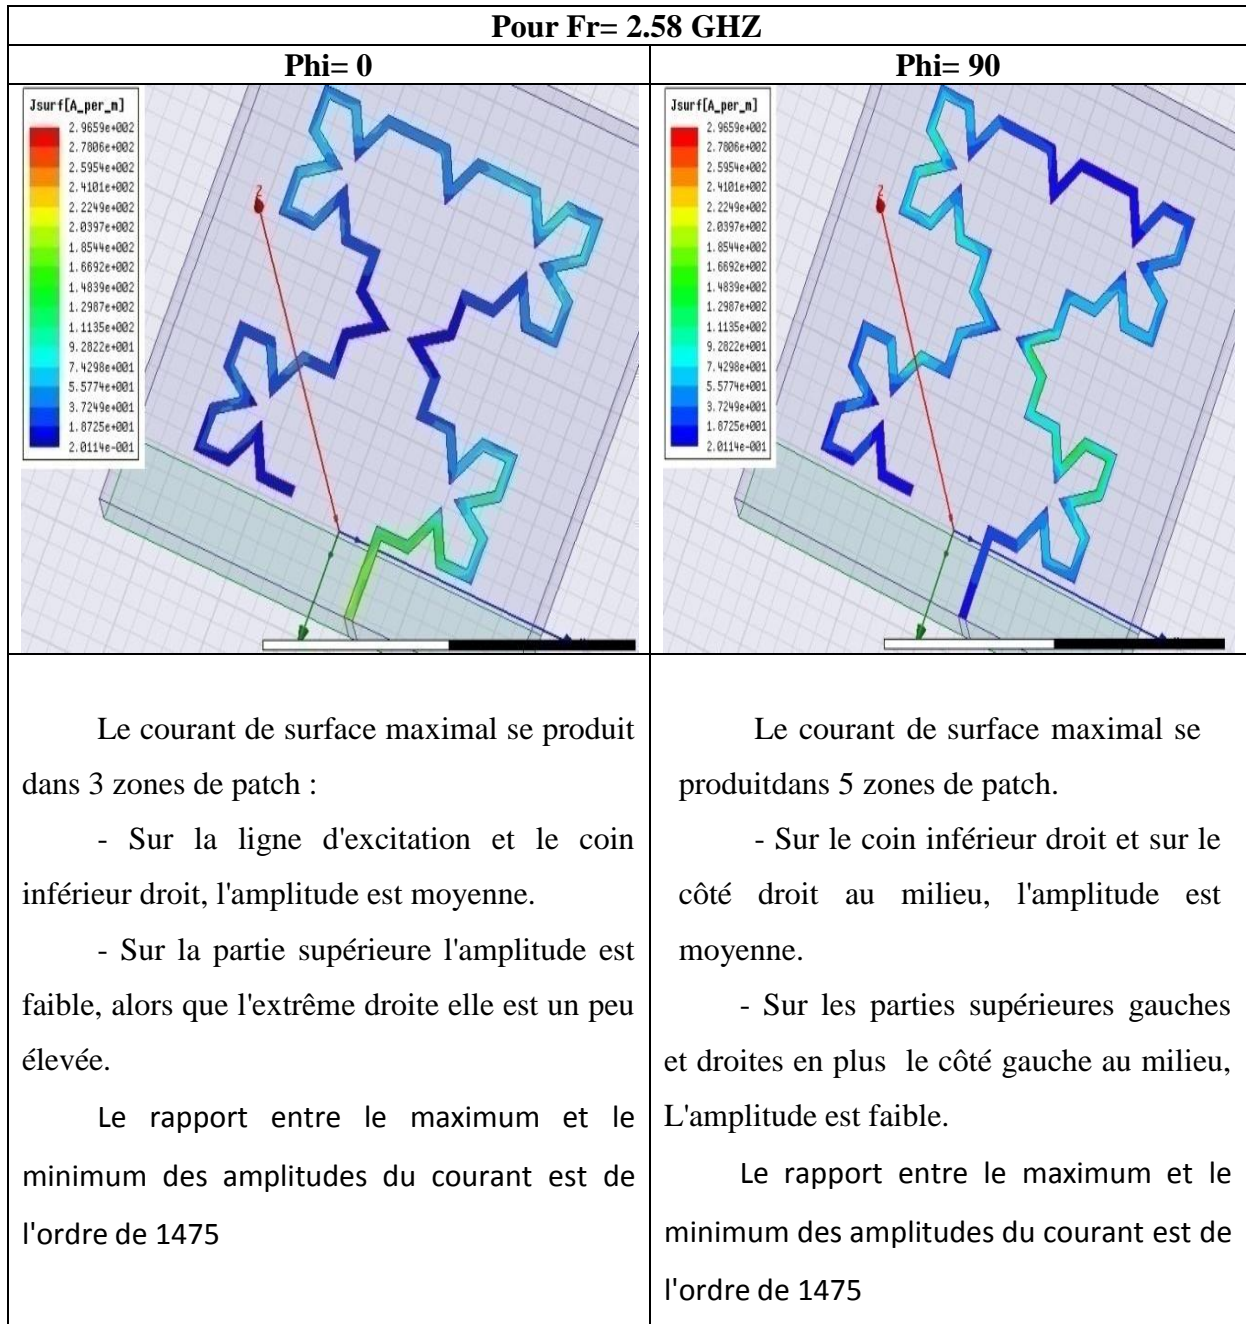 Pour Fr= 2.58 GHZ
Phi= 0
Phi= 90
Jsurf[A_per_m]
2.9659e+002
2.7806e+002
2.5954e+002
2.4101e+002
2.2249e+002
2.0397e+002
1.8544e+002
1.6692e+002
1.4839e+002
1.2987e+002
1.1135e+002
9.2822e+001
7.4298e+001
5.5774e+001
3.7249e+001
1.8725e+001
2.0114e-001
Z
Jsurf[A_per_m]
2.9659e+002
2.7806e+002
2.5954e+002
2.4101e+002
2.2249e+002
2.0397e+002
1.8544e+002
1.6692e+002
1.4839e+002
1.2987e+002
1.1135e+002
9.2822e+001
7.4298e+001
5.5774e+001
3.7249e+001
1.8725e+001
2.0114e-001
Z
Le courant de surface maximal se produit
dans 3 zones de patch :
- Sur la ligne d'excitation et le coin
inférieur droit, l'amplitude est moyenne.
- Sur la partie supérieure l'amplitude est
faible, alors que l'extrême droite elle est un peu
élevée.
Le rapport entre le maximum et le
minimum des amplitudes du courant est de
l'ordre de 1475
Le courant de surface maximal se
produitdans 5 zones de patch.
- Sur le coin inférieur droit et sur le
côté droit au milieu, l'amplitude est
moyenne.
- Sur les parties supérieures gauches
et droites en plus le côté gauche au milieu,
L'amplitude est faible.
Le rapport entre le maximum et le
minimum des amplitudes du courant est de
l'ordre de 1475